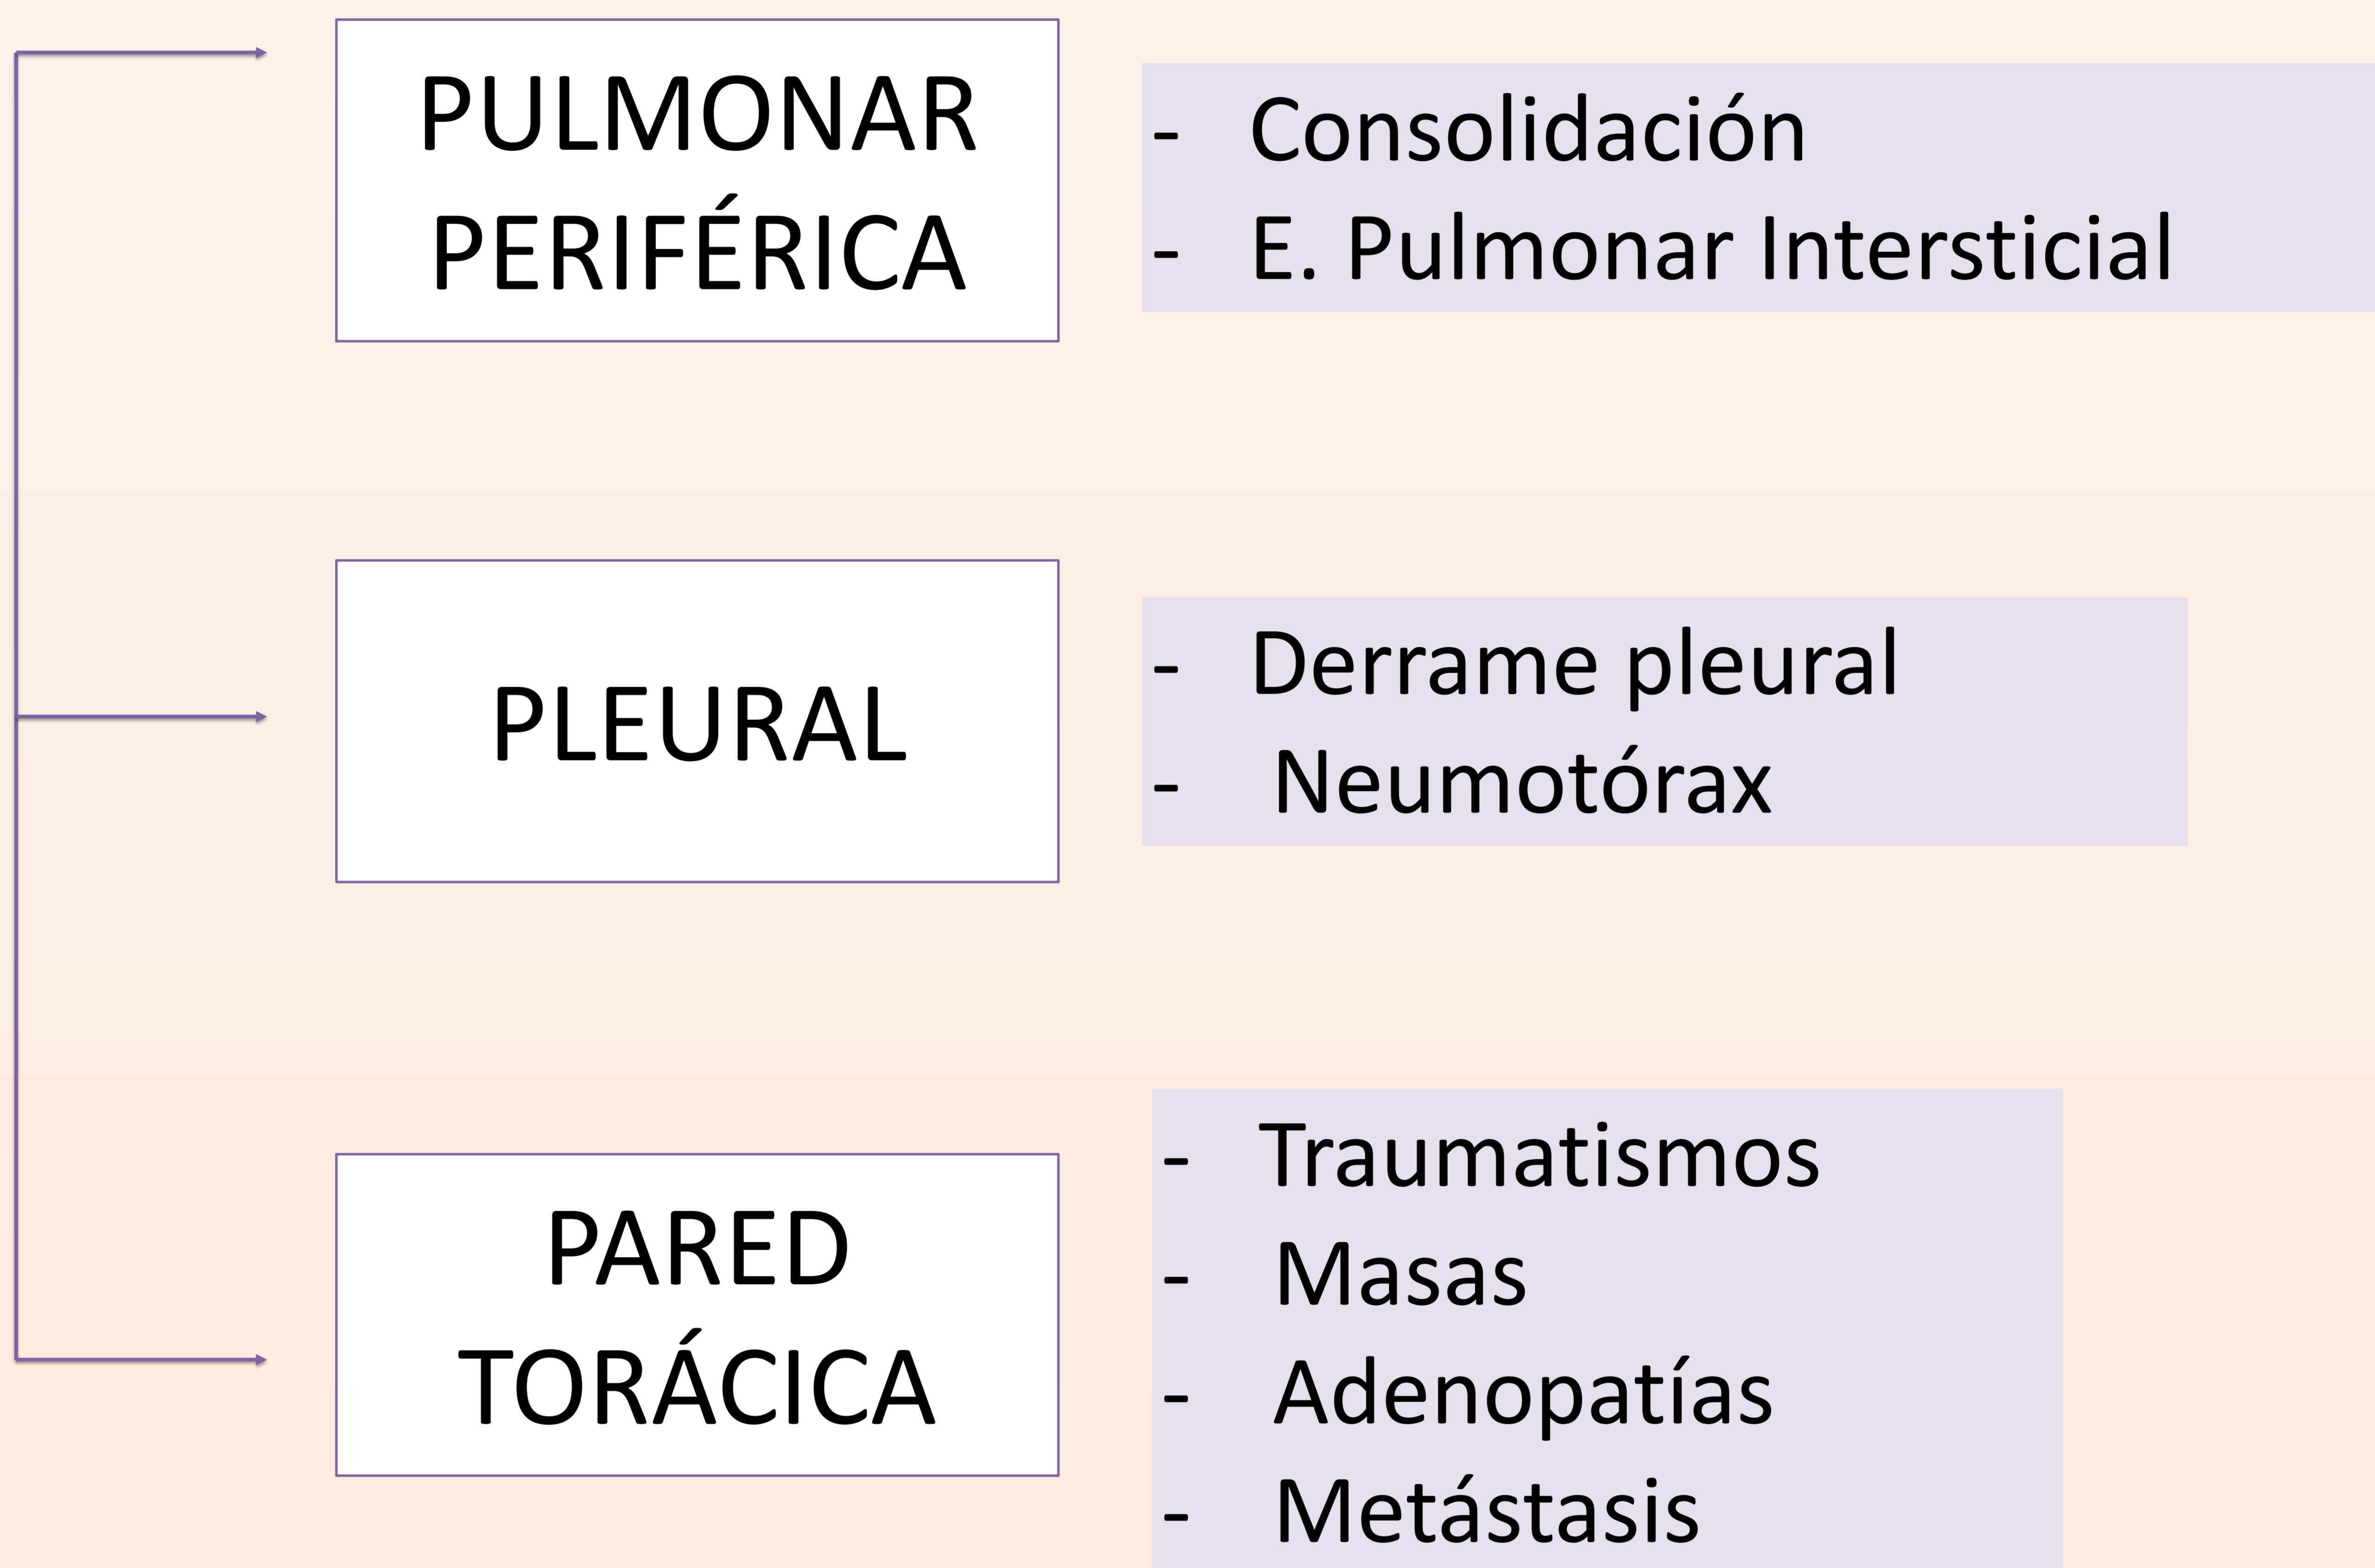 PULMONAR
PERIFÉRICA
- Consolidación
- E. Pulmonar Intersticial
PLEURAL
- Derrame pleural
- Neumotórax
PARED
TORÁCICA
- Traumatismos
- Masas
- Adenopatías
- Metástasis